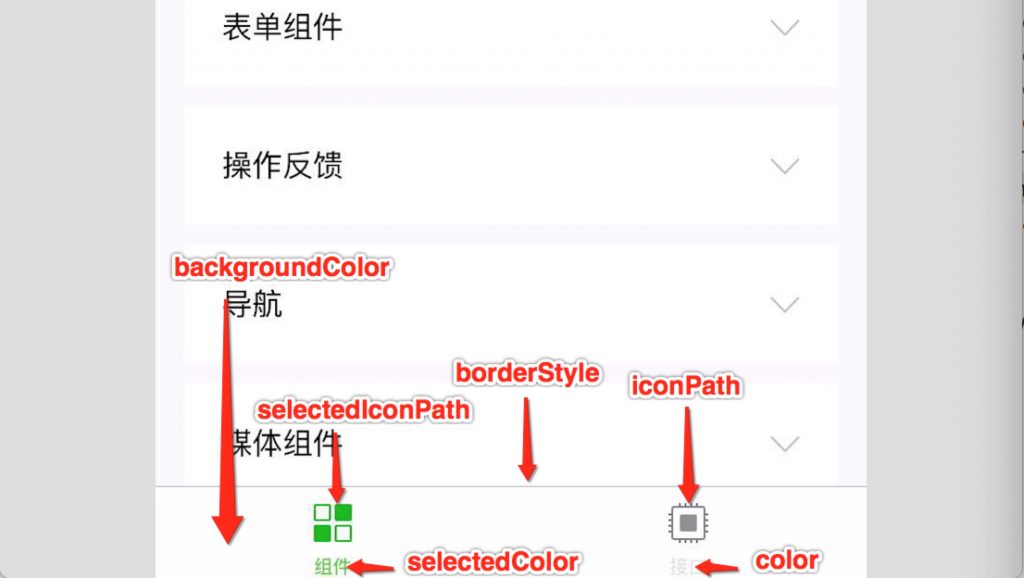 表单组件
操作反馈
backgroundColor
导航
borderStyle
iconPath
selectedIconPath
媒体组件
组件
selectedColor
接口
color